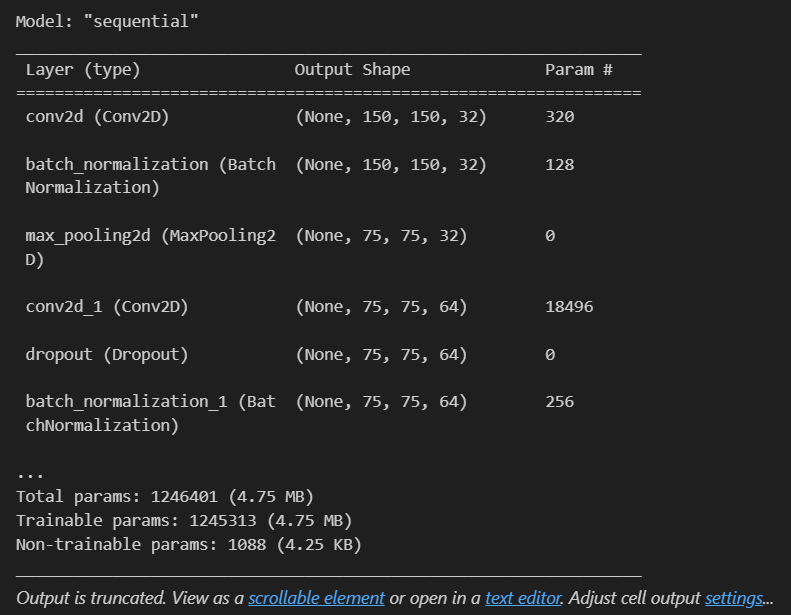 Model: "sequential"
_________________________________________________________________
Layer (type) Output Shape Param #
=================================================================
conv2d (Conv2D) (None, 150, 150, 32) 320
batch_normalization (Batch (None, 150, 150, 32) 128
Normalization)
max_pooling2d (MaxPooling2 (None, 75, 75, 32) 0
D)
conv2d_1 (Conv2D) (None, 75, 75, 64) 18496
dropout (Dropout) (None, 75, 75, 64) 0
batch_normalization_1 (Bat (None, 75, 75, 64) 256
chNormalization)
...
Total params: 1246401 (4.75 MB)
Trainable params: 1245313 (4.75 MB)
Non-trainable params: 1088 (4.25 KB)
_________________________________________________________________
Output is truncated. View as a scrollable element or open in a text editor. Adjust cell output settings...